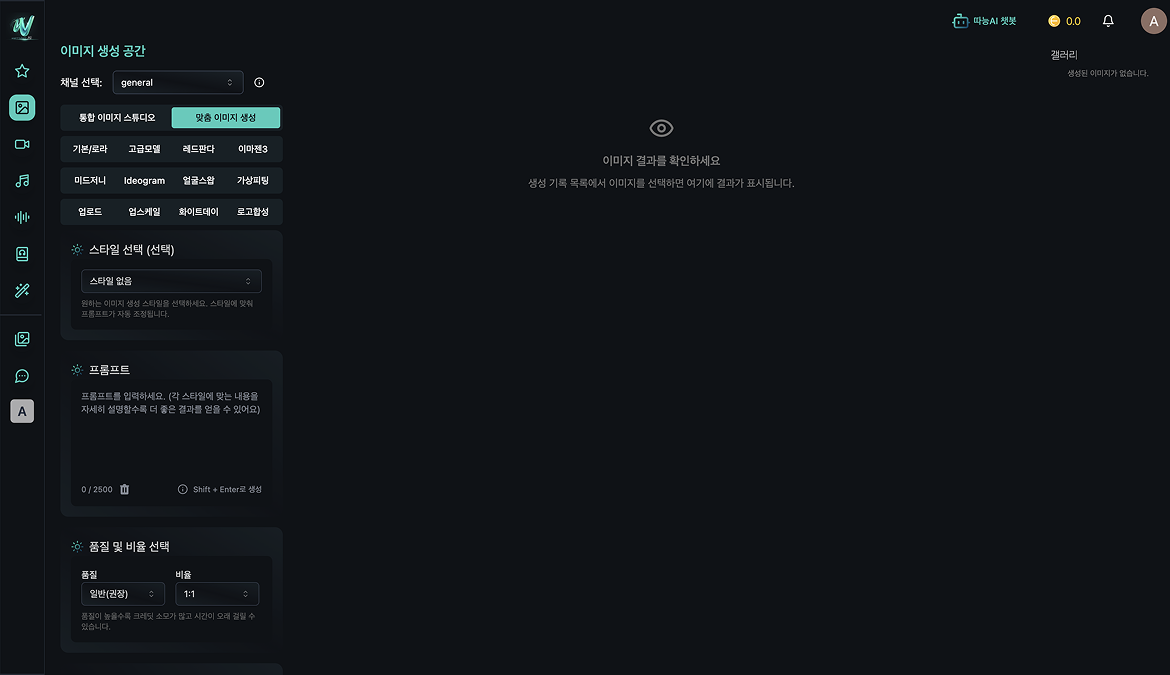 따능AI 챗봇
0.0
A
이미지 생성 공간
채널 선택:
general
갤러리
생성된 이미지가 없습니다.
통합 이미지 스튜디오
맞춤 이미지 생성
기본/로라
고급모델
레드판다
이마젠3
미드저니
Ideogram
얼굴스왑
가상피팅
업로드
업스케일
화이트데이
로고합성
이미지 결과를 확인하세요
생성 기록 목록에서 이미지를 선택하면 여기에 결과가 표시됩니다.
스타일 선택 (선택)
스타일 없음
원하는 이미지 생성 스타일을 선택하세요. 스타일에 맞춰
프롬프트가 자동 조정됩니다.
프롬프트
프롬프트를 입력하세요. (각 스타일에 맞는 내용을
자세히 설명할수록 더 좋은 결과를 얻을 수 있어요)
A
0 / 2500
Shift + Enter로 생성
품질 및 비율 선택
품질
비율
일반(권장)
1:1
품질이 높을수록 크레딧 소모가 많고 시간이 오래 걸릴 수
있습니다.